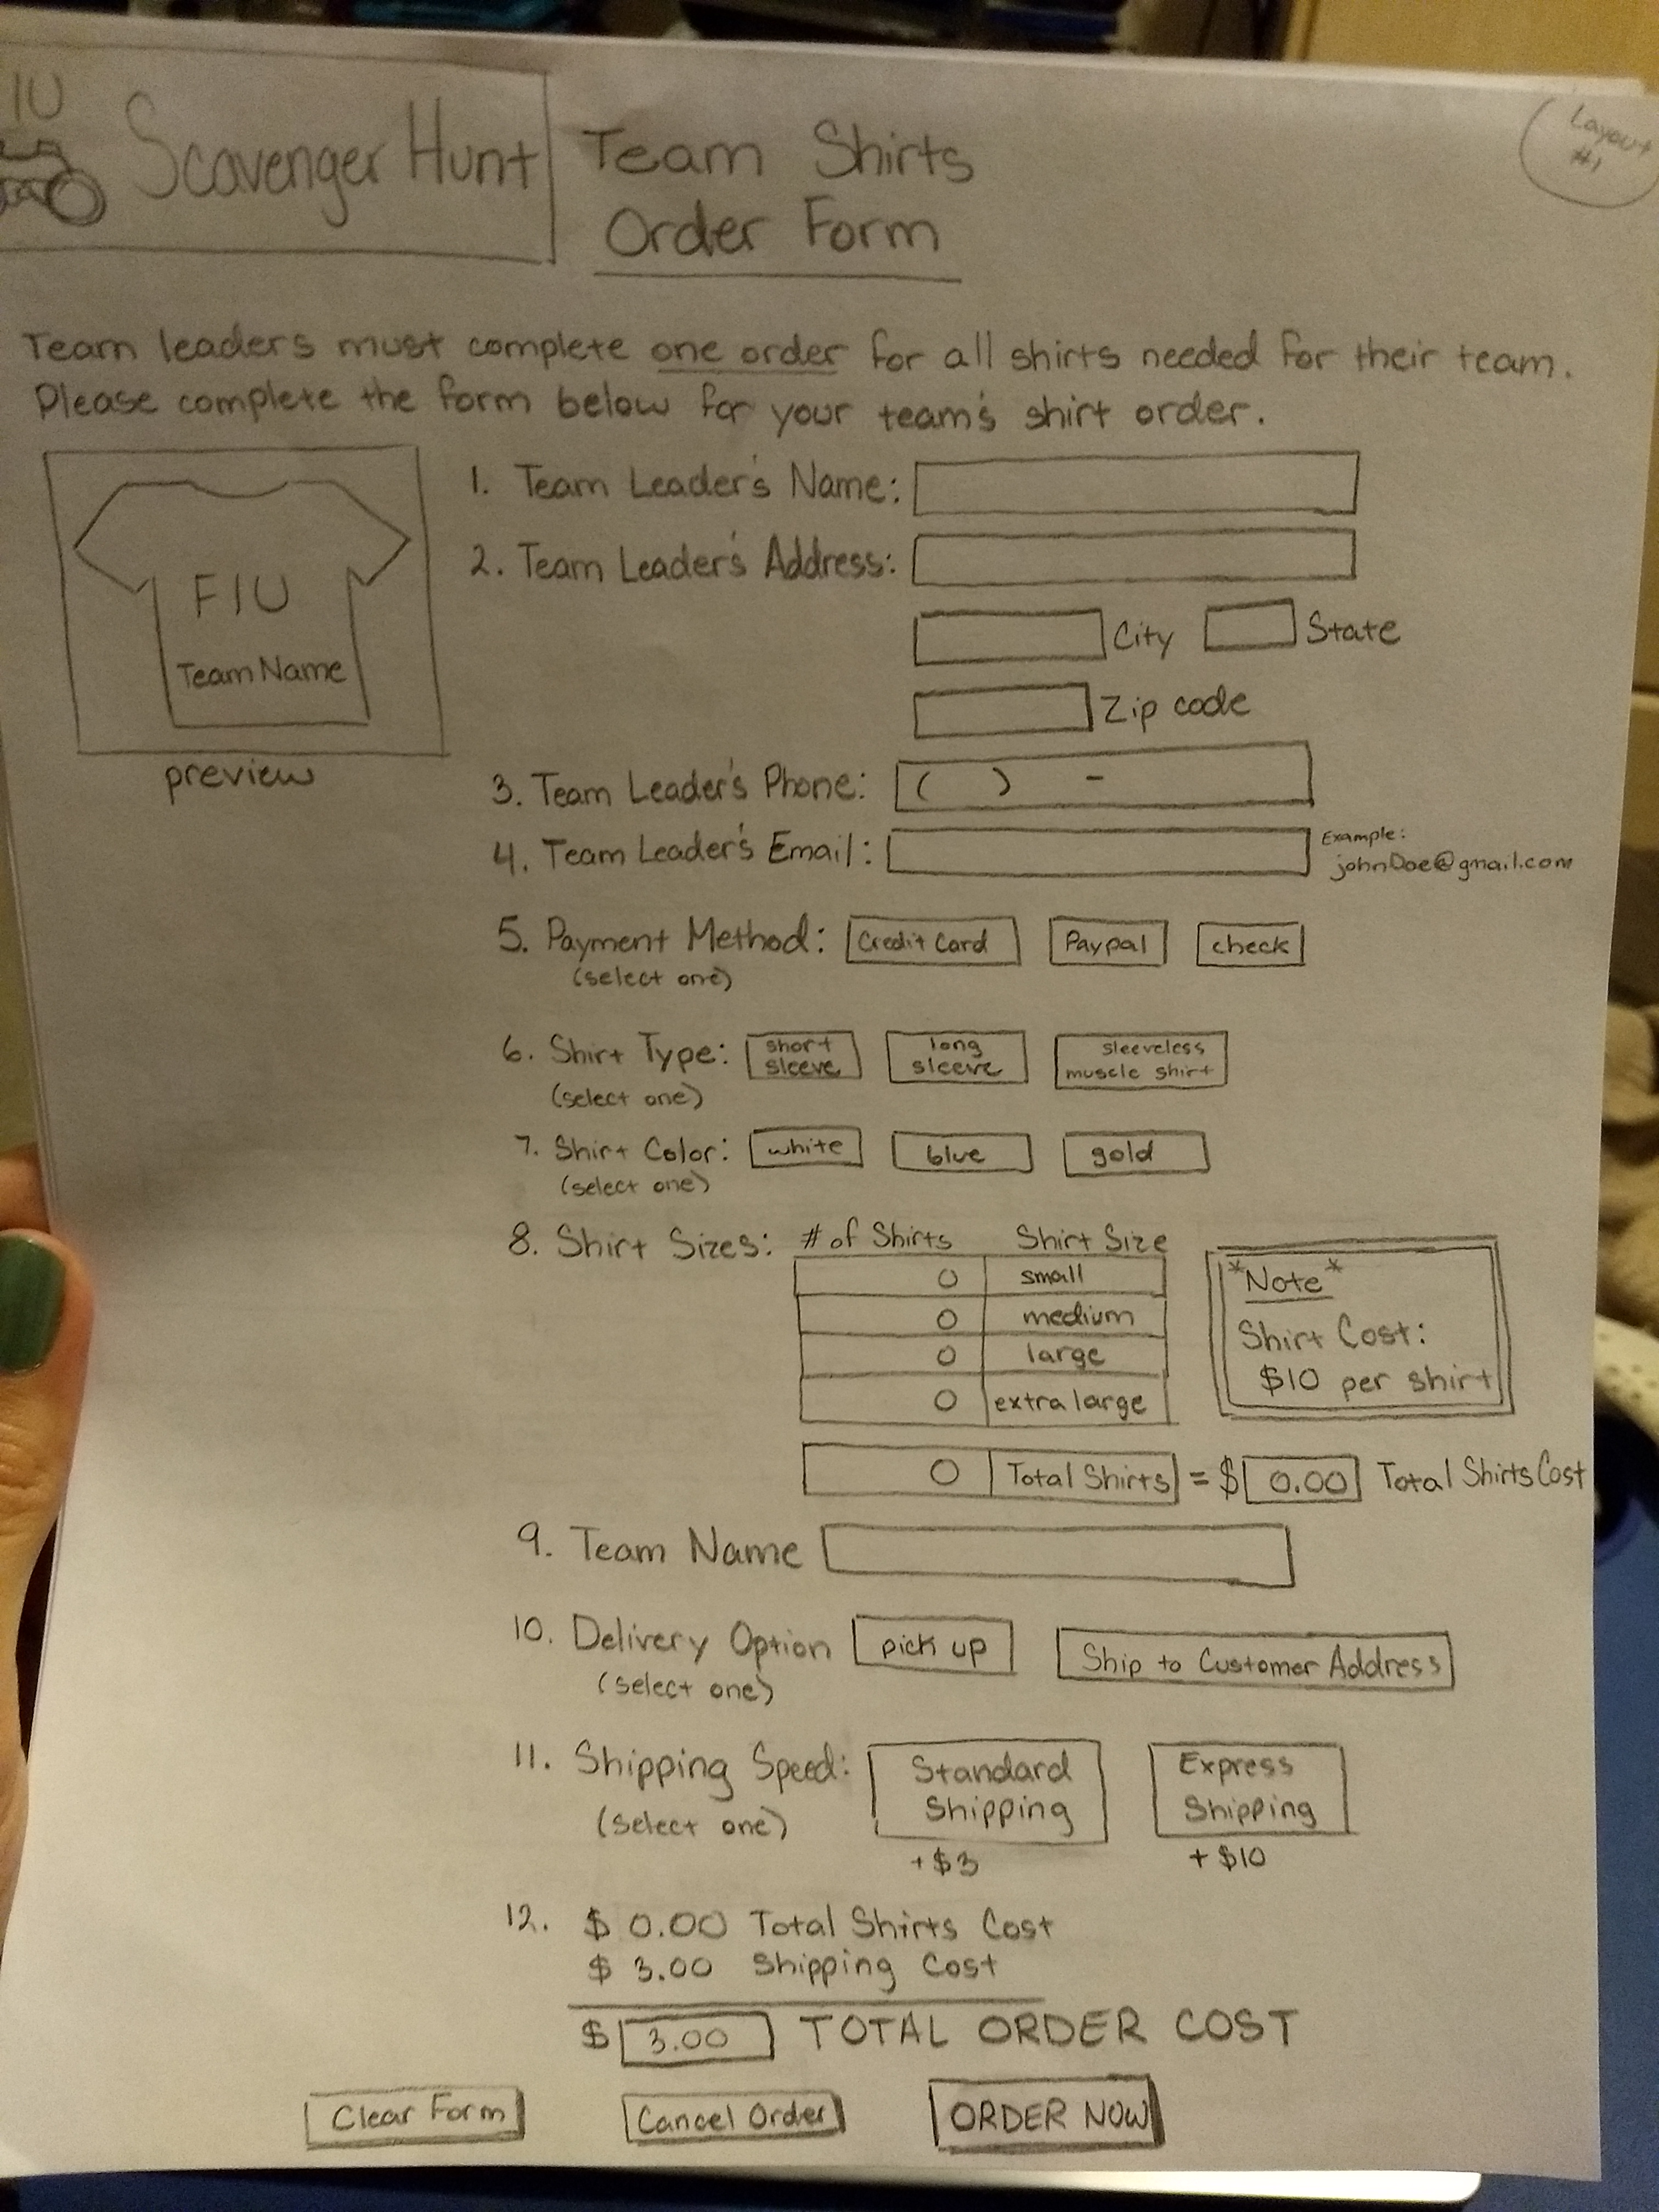 IU
Scavenger Hunt
Team Shirts
Order Form
Layout
#1
Team leaders must complete one order for all shirts needed for their team.
Please complete the form below for your team's shirt order.
FIU
Team Name
preview
1. Team Leader's Name:
2. Team Leader's Address:
City State
Zip code
3. Team Leader's Phone: ( ) -
4. Team Leader's Email: Example:
johnDoe@gmail.com
5. Payment Method: Credit Card Paypal check
(select one)
6. Shirt Type: short sleeve long sleeve sleeveless muscle shirt
(select one)
7. Shirt Color: white blue gold
(select one)
8. Shirt Sizes: # of Shirts Shirt Size
0 small
0 medium
0 large
0 extra large
*Note*
Shirt Cost:
$10 per shirt
0 Total Shirts = $ 0.00 Total Shirts Cost
9. Team Name
10. Delivery Option pick up Ship to Customer Address
(select one)
11. Shipping Speed: Standard Shipping Express Shipping
(select one)
+$3 +$10
12. $ 0.00 Total Shirts Cost
$ 3.00 Shipping Cost
$ 3.00 TOTAL ORDER COST
Clear Form Cancel Order ORDER NOW